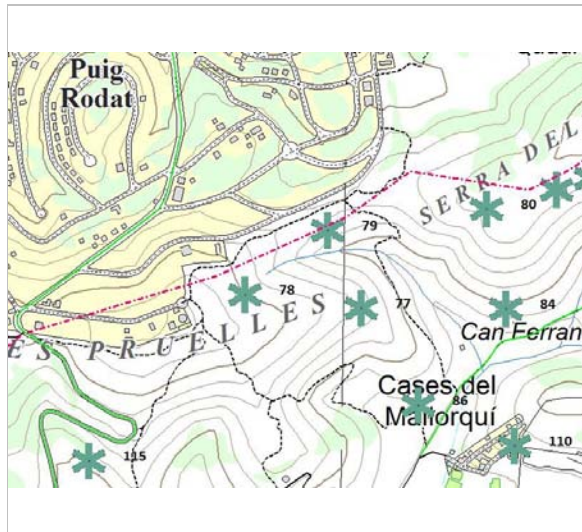 Puig
Rodat
SERRA DEL
80
79
78
77
84
ES PRUELLES
Can Ferran
Cases del
Mallorquí
86
110
115